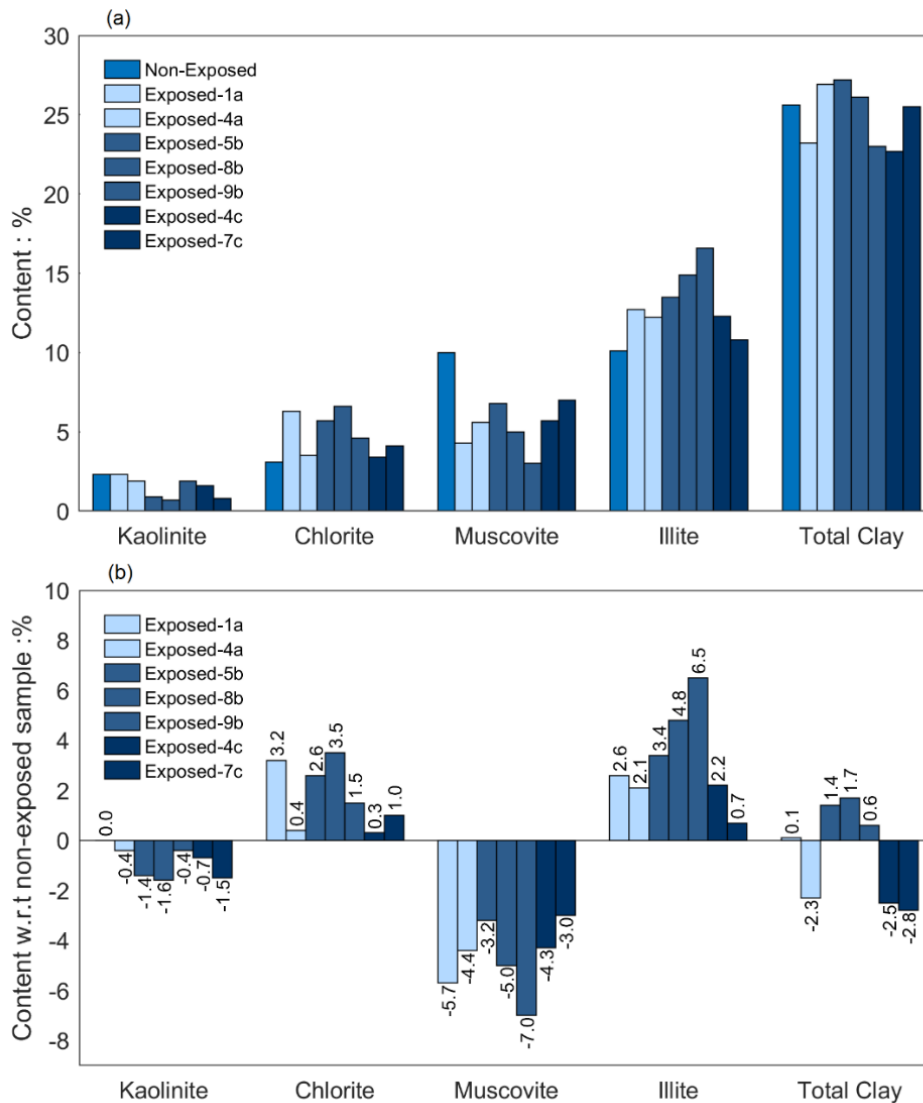 (a)
30
25
20
15
10
5
0
Content : %
Non-Exposed
Exposed-1a
Exposed-4a
Exposed-5b
Exposed-8b
Exposed-9b
Exposed-4c
Exposed-7c
Kaolinite Chlorite Muscovite Illite Total Clay
(b)
10
8
6
4
2
0
-2
-4
-6
-8
Content w.r.t non-exposed sample :%
Exposed-1a
Exposed-4a
Exposed-5b
Exposed-8b
Exposed-9b
Exposed-4c
Exposed-7c
0.0 -0.4 -1.4 -1.6 -0.4 -0.7 -1.5
3.2 0.4 2.6 3.5 1.5 0.3 1.0
-5.7 -4.4 -3.2 -5.0 -7.0 -4.3 -3.0
2.6 2.1 3.4 4.8 6.5 2.2 0.7
0.1 -2.3 1.4 1.7 0.6 -2.5 -2.8
Kaolinite Chlorite Muscovite Illite Total Clay